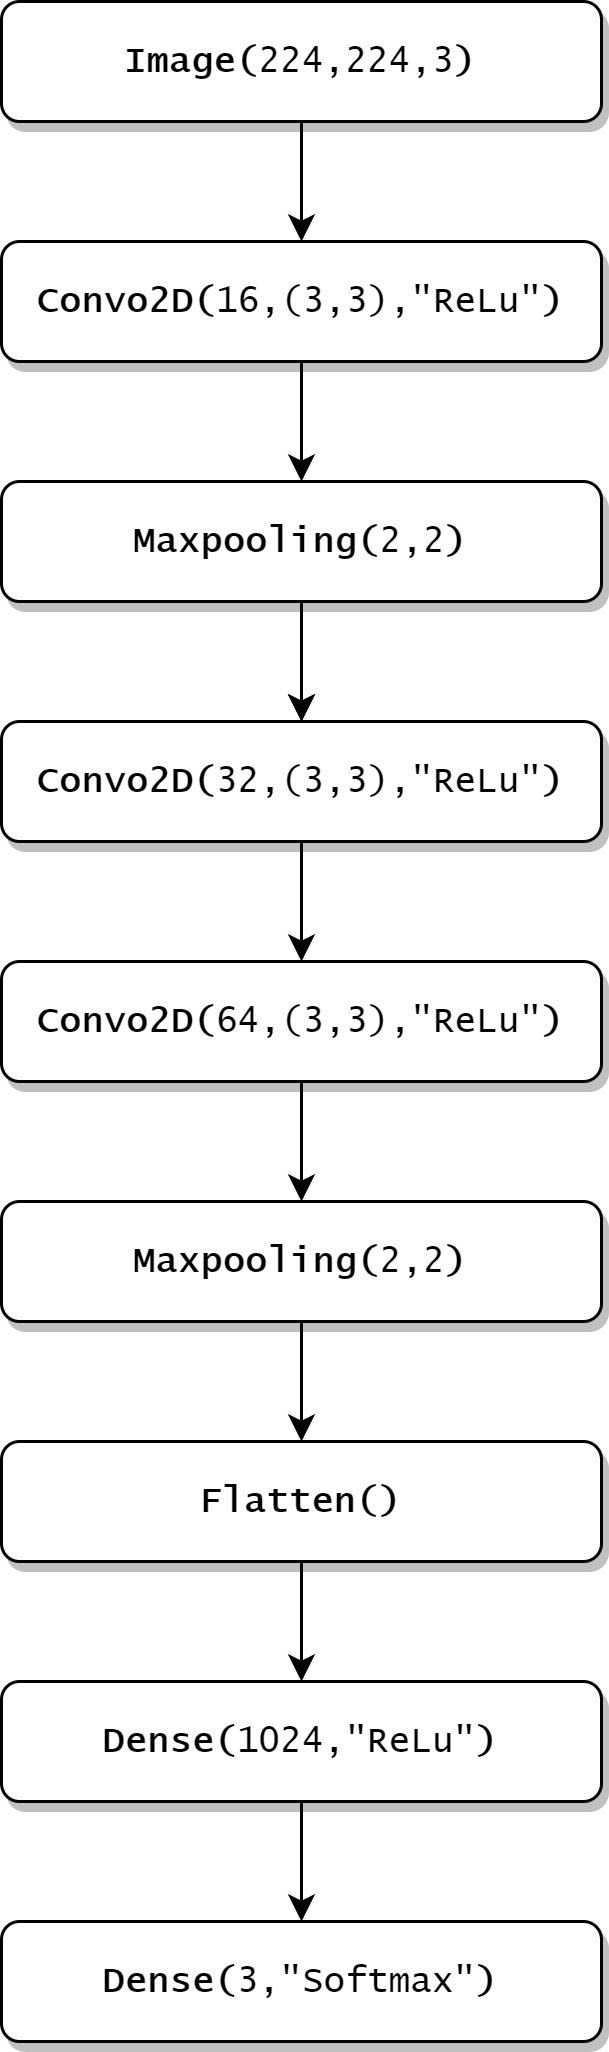 Image(224,224,3)
Convo2D(16,(3,3),"ReLu")
Maxpooling(2,2)
Convo2D(32,(3,3),"ReLu")
Convo2D(64,(3,3),"ReLu")
Maxpooling(2,2)
Flatten()
Dense(1024,"ReLu")
Dense(3,"Softmax")